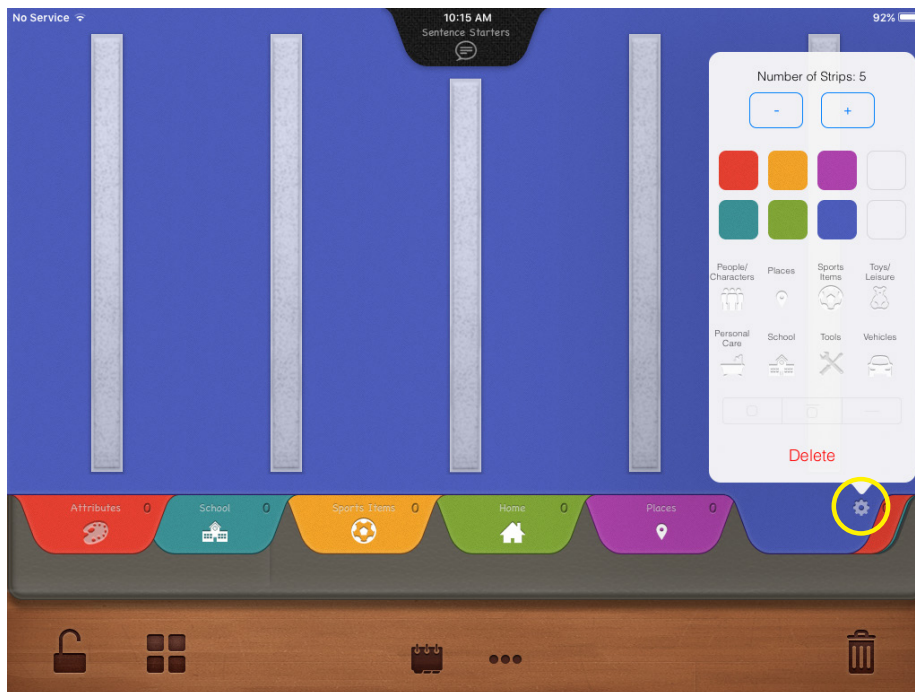 No Service
10:15 AM
92%
Sentence Starters
Number of Strips: 5
-
+
People/
Characters
Places
Sports
Items
Toys/
Leisure
Personal
Care
School
Tools
Vehicles
Delete
Attributes 0
School 0
Sports Items 0
Home 0
Places 0